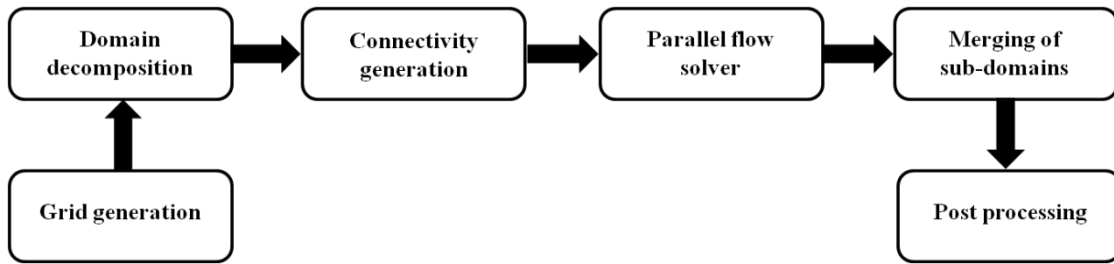 Domain
decomposition
Connectivity
generation
Parallel flow
solver
Merging of
sub-domains
Grid generation
Post processing